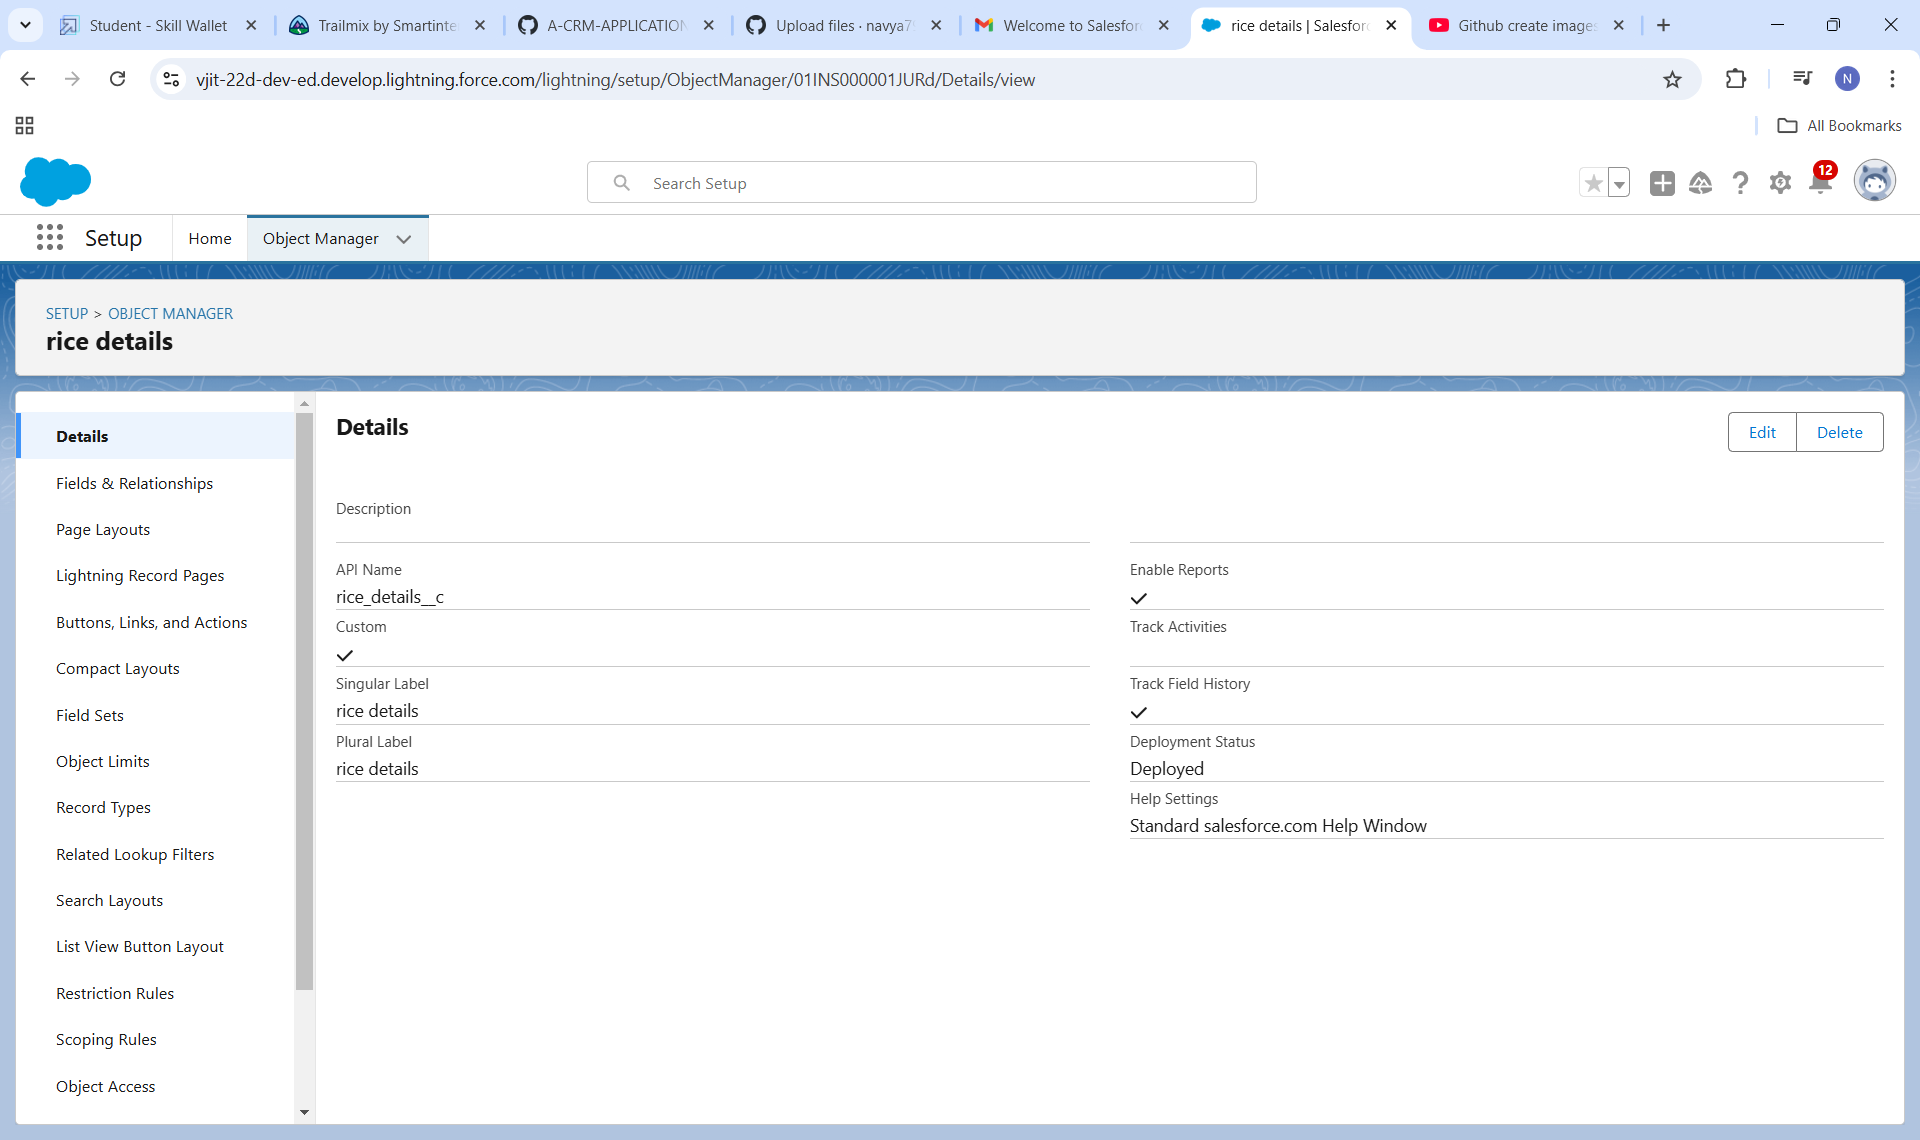 Student - Skill Wallet
Trailmix by Smartinte
A-CRM-APPLICATION
Upload files · navya7
Welcome to Salesfor
rice details | Salesforc
Github create images
vjit-22d-dev-ed.develop.lightning.force.com/lightning/setup/ObjectManager/01INS000001JURd/Details/view
N
All Bookmarks
Search Setup
12
Setup
Home
Object Manager
SETUP > OBJECT MANAGER
rice details
Details
Fields & Relationships
Page Layouts
Lightning Record Pages
Buttons, Links, and Actions
Compact Layouts
Field Sets
Object Limits
Record Types
Related Lookup Filters
Search Layouts
List View Button Layout
Restriction Rules
Scoping Rules
Object Access
Details
Edit
Delete
Description
API Name
rice_details__c
Custom
Singular Label
rice details
Plural Label
rice details
Enable Reports
Track Activities
Track Field History
Deployment Status
Deployed
Help Settings
Standard salesforce.com Help Window